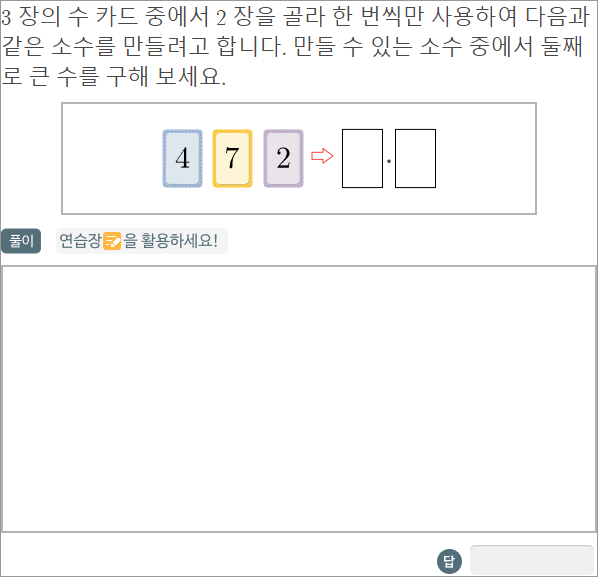 3 장의 수 카드 중에서 2 장을 골라 한 번씩만 사용하여 다음과
같은 소수를 만들려고 합니다. 만들 수 있는 소수 중에서 둘째
로 큰 수를 구해 보세요.
4 7 2 ⇨ □.□
풀이 연습장📝을 활용하세요!
답